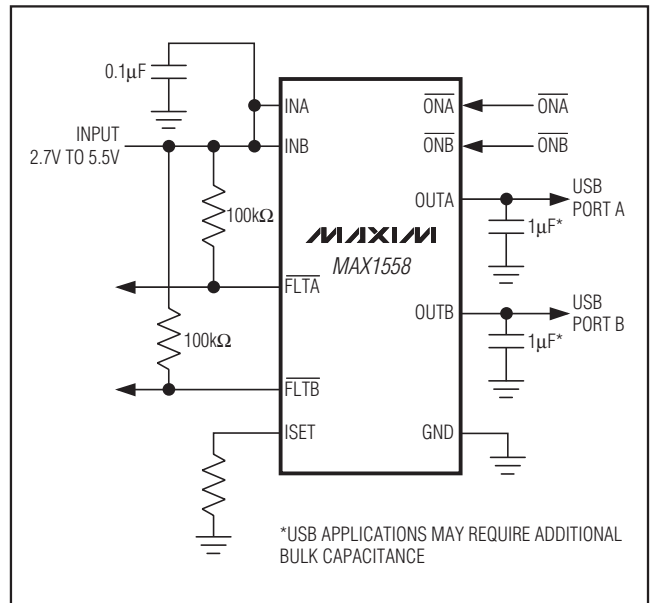 0.1µF
INPUT
2.7V TO 5.5V
100kΩ
100kΩ
INA
INB
FLTA
FLTB
ISET
MAXIM
MAX1558
ONA
ONB
OUTA
OUTB
GND
ONA
ONB
USB
PORT A
1µF*
USB
PORT B
1µF*
*USB APPLICATIONS MAY REQUIRE ADDITIONAL
BULK CAPACITANCE